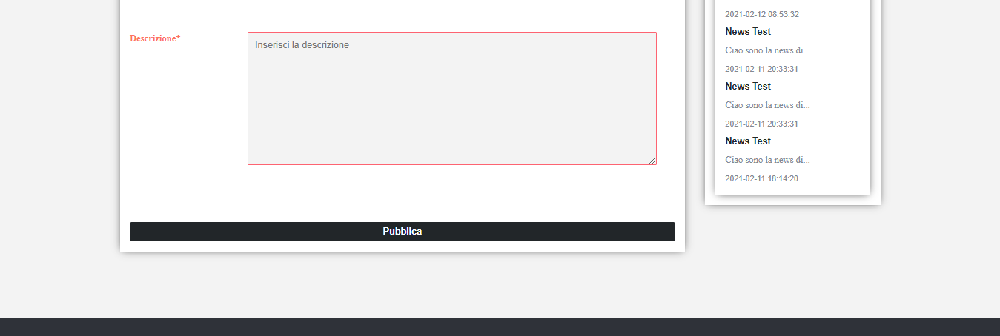 Descrizione*
Inserisci la descrizione
Pubblica
2021-02-12 08:53:32
News Test
Ciao sono la news di...
2021-02-11 20:33:31
News Test
Ciao sono la news di...
2021-02-11 20:33:31
News Test
Ciao sono la news di...
2021-02-11 18:14:20